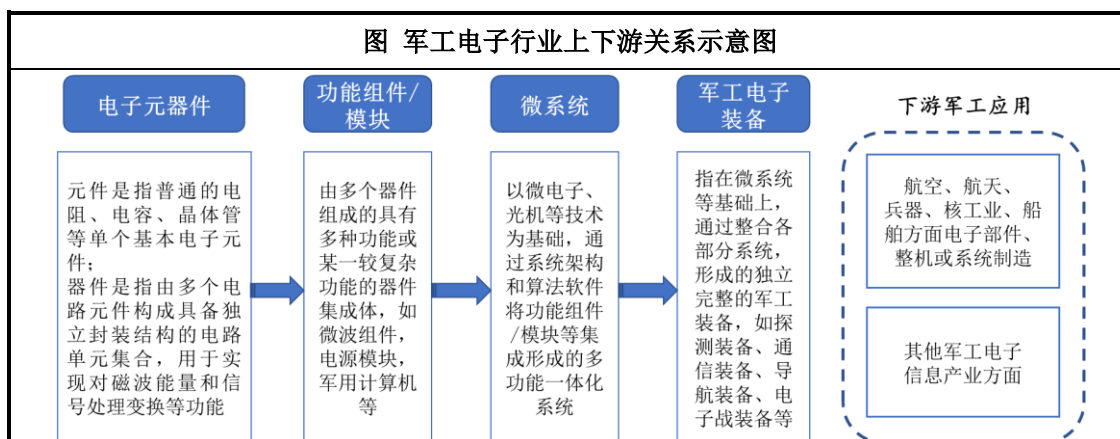 图 军工电子行业上下游关系示意图
电子元器件
元件是指普通的电
阻、电容、晶体管
等单个基本电子元
件；
器件是指由多个电
路元件构成具备独
立封装结构的电路
单元集合，用于实
现对磁波能量和信
号处理变换等功能
功能组件/
模块
由多个器件
组成的具有
多种功能或
某一较复杂
功能的器件
集成体，如
微波组件，
电源模块，
军用计算机
等
微系统
以微电子、
光机等技术
为基础，通
过系统架构
和算法软件
将功能组件
/模块等集
成形成的多
功能一体化
系统
军工电子
装备
指在微系统
等基础上，
通过整合各
部分系统，
形成的独立
完整的军工
装备，如探
测装备、通
信装备、导
航装备、电
子战装备等
下游军工应用
航空、航天、
兵器、核工业、船
舶方面电子部件、
整机或系统制造
其他军工电子
信息产业方面